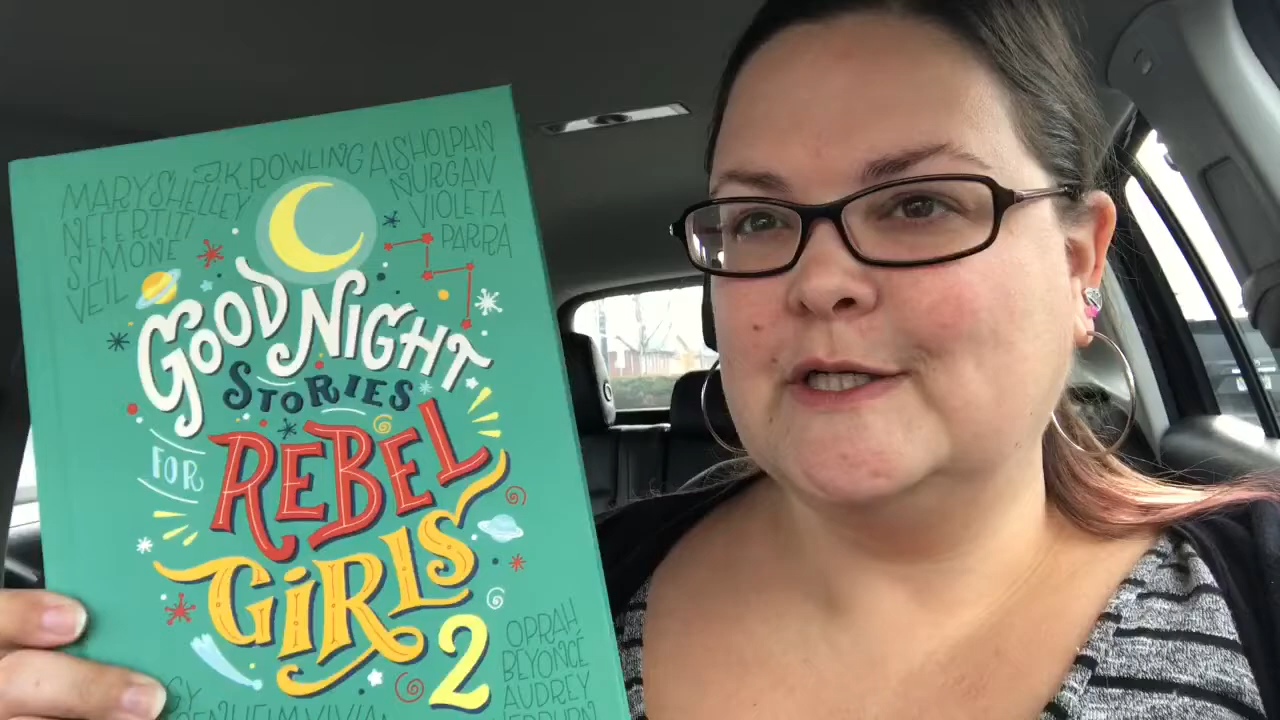 MARY SHELLEY J.K. ROWLING AISHOLPAN
NEFERTITI NURGAIV
SIMONE VIOLETA
VEIL PARRA
GOOD NIGHT
STORIES
FOR
REBEL
GIRLS
2
OPRAH
BEYONCÉ
AUDREY
HEPBURN